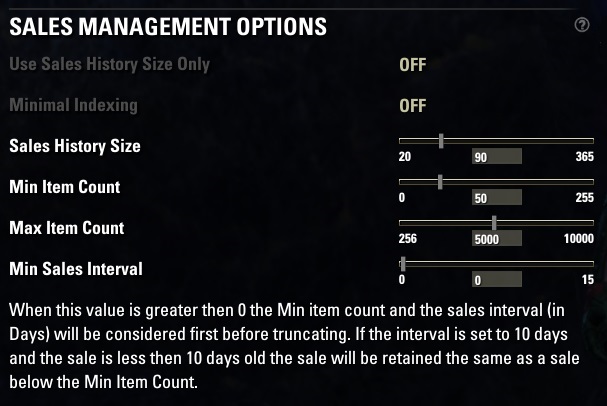 SALES MANAGEMENT OPTIONS ?
Use Sales History Size Only OFF
Minimal Indexing OFF
Sales History Size
20 90 365
Min Item Count
0 50 255
Max Item Count
256 5000 10000
Min Sales Interval
0 0 15
When this value is greater then 0 the Min item count and the sales interval (in
Days) will be considered first before truncating. If the interval is set to 10 days
and the sale is less then 10 days old the sale will be retained the same as a sale
below the Min Item Count.